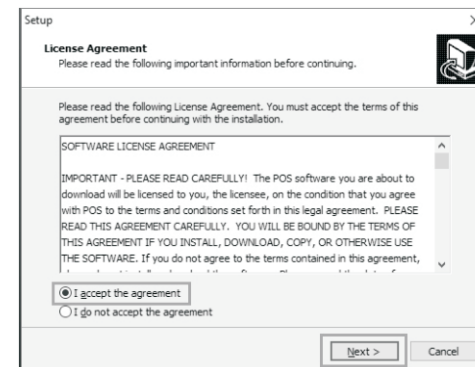 Setup
License Agreement
Please read the following important information before continuing.
Please read the following License Agreement. You must accept the terms of this
agreement before continuing with the installation.
SOFTWARE LICENSE AGREEMENT
IMPORTANT - PLEASE READ CAREFULLY! The POS software you are about to
download will be licensed to you, the licensee, on the condition that you agree
with POS to the terms and conditions set forth in this legal agreement. PLEASE
READ THIS AGREEMENT CAREFULLY. YOU WILL BE BOUND BY THE TERMS OF
THIS AGREEMENT IF YOU INSTALL, DOWNLOAD, COPY, OR OTHERWISE USE
THE SOFTWARE. If you do not agree to the terms contained in this agreement,
I accept the agreement
I do not accept the agreement
Next >
Cancel